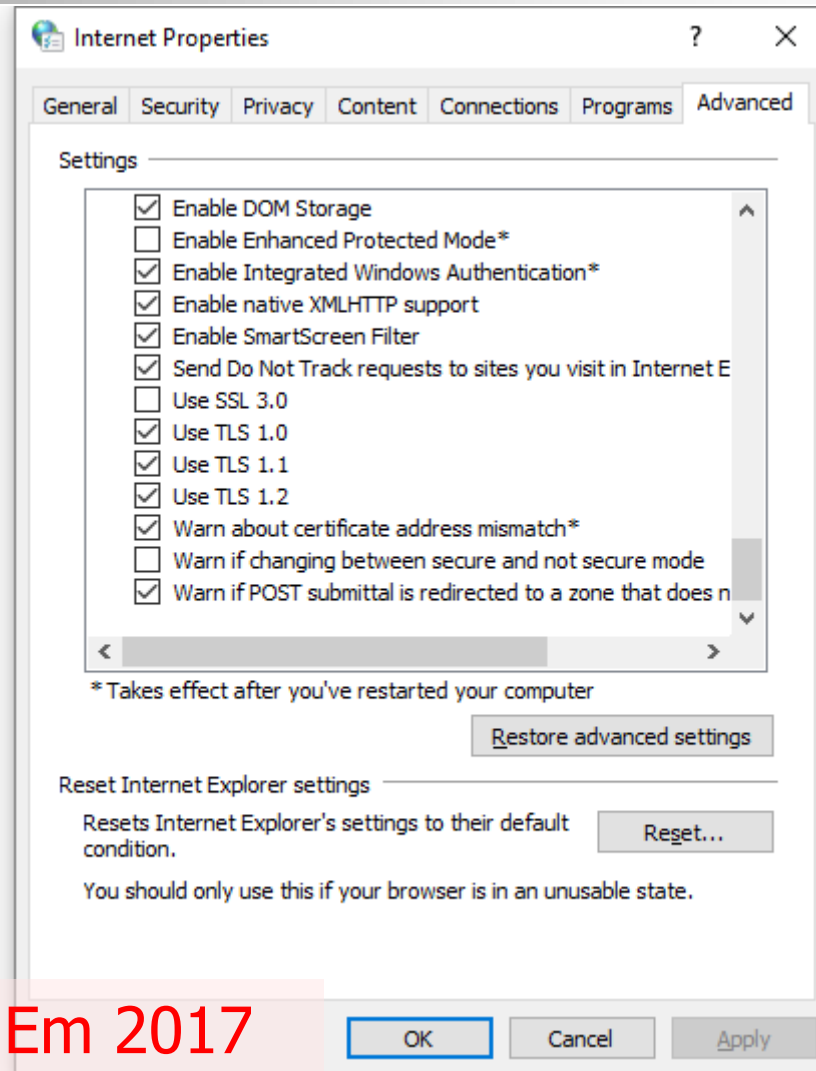 Internet Properties
?
General Security Privacy Content Connections Programs Advanced
Settings
Enable DOM Storage
Enable Enhanced Protected Mode*
Enable Integrated Windows Authentication*
Enable native XMLHTTP support
Enable SmartScreen Filter
Send Do Not Track requests to sites you visit in Internet E
Use SSL 3.0
Use TLS 1.0
Use TLS 1.1
Use TLS 1.2
Warn about certificate address mismatch*
Warn if changing between secure and not secure mode
Warn if POST submittal is redirected to a zone that does n
* Takes effect after you've restarted your computer
Restore advanced settings
Reset Internet Explorer settings
Resets Internet Explorer's settings to their default
condition.
Reset...
You should only use this if your browser is in an unusable state.
Em 2017
OK Cancel Apply